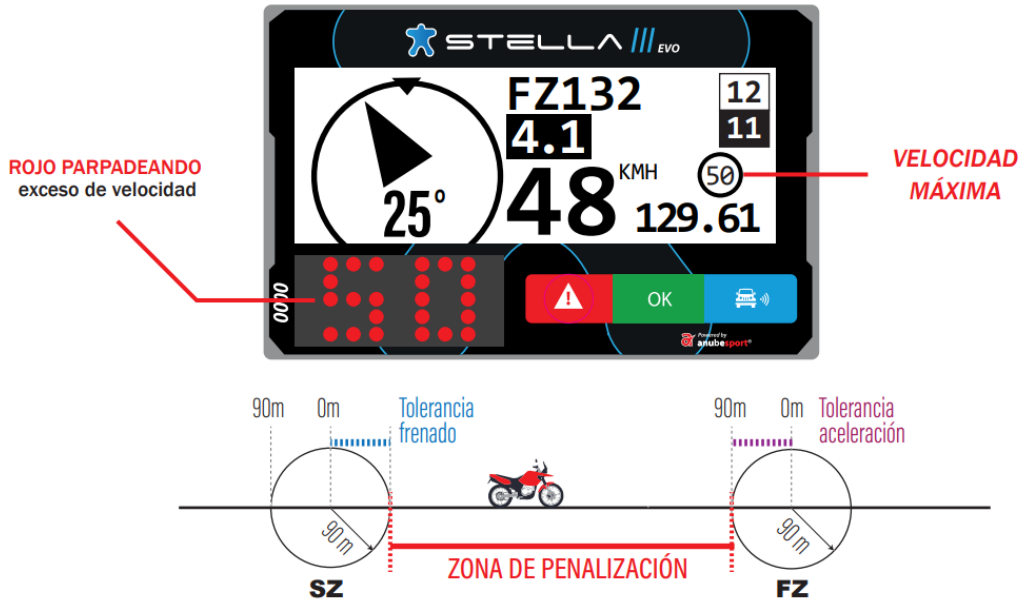 STELLA III EVO
FZ132
12
4.1
11
ROJO PARPADEANDO
exceso de velocidad
48 KMH
50
VELOCIDAD
MÁXIMA
25°
129.61
0000
50
OK
Powered by
anubesport®
90m 0m Tolerancia
frenado
90m 0m Tolerancia
aceleración
90 m
90 m
ZONA DE PENALIZACIÓN
SZ
FZ